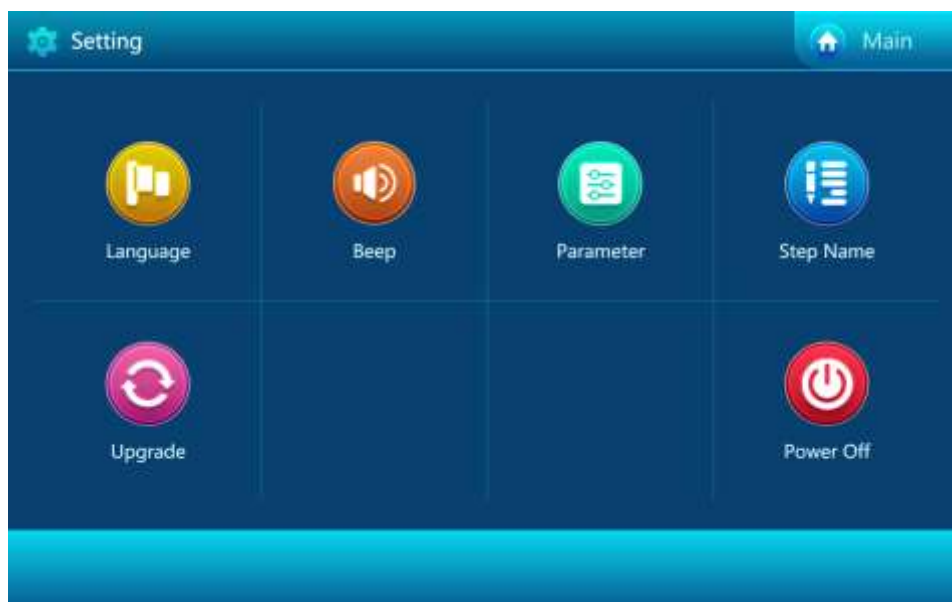 Setting
Main
Language
Beep
Parameter
Step Name
Upgrade
Power Off